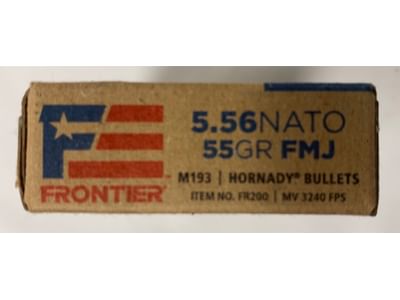 5.56NATO
55GR FMJ
FRONTIER
M193 | HORNADY® BULLETS
ITEM NO. FR200 | MV 3240 FPS